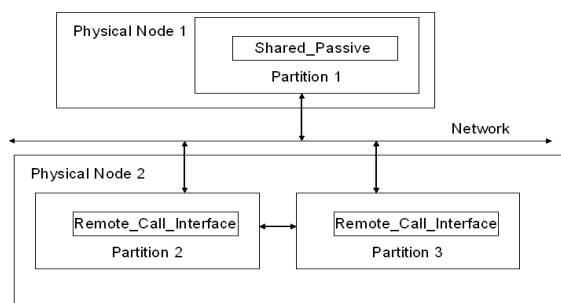 Physical Node 1
Shared_Passive
Partition 1
Network
Physical Node 2
Remote_Call_Interface
Partition 2
Remote_Call_Interface
Partition 3